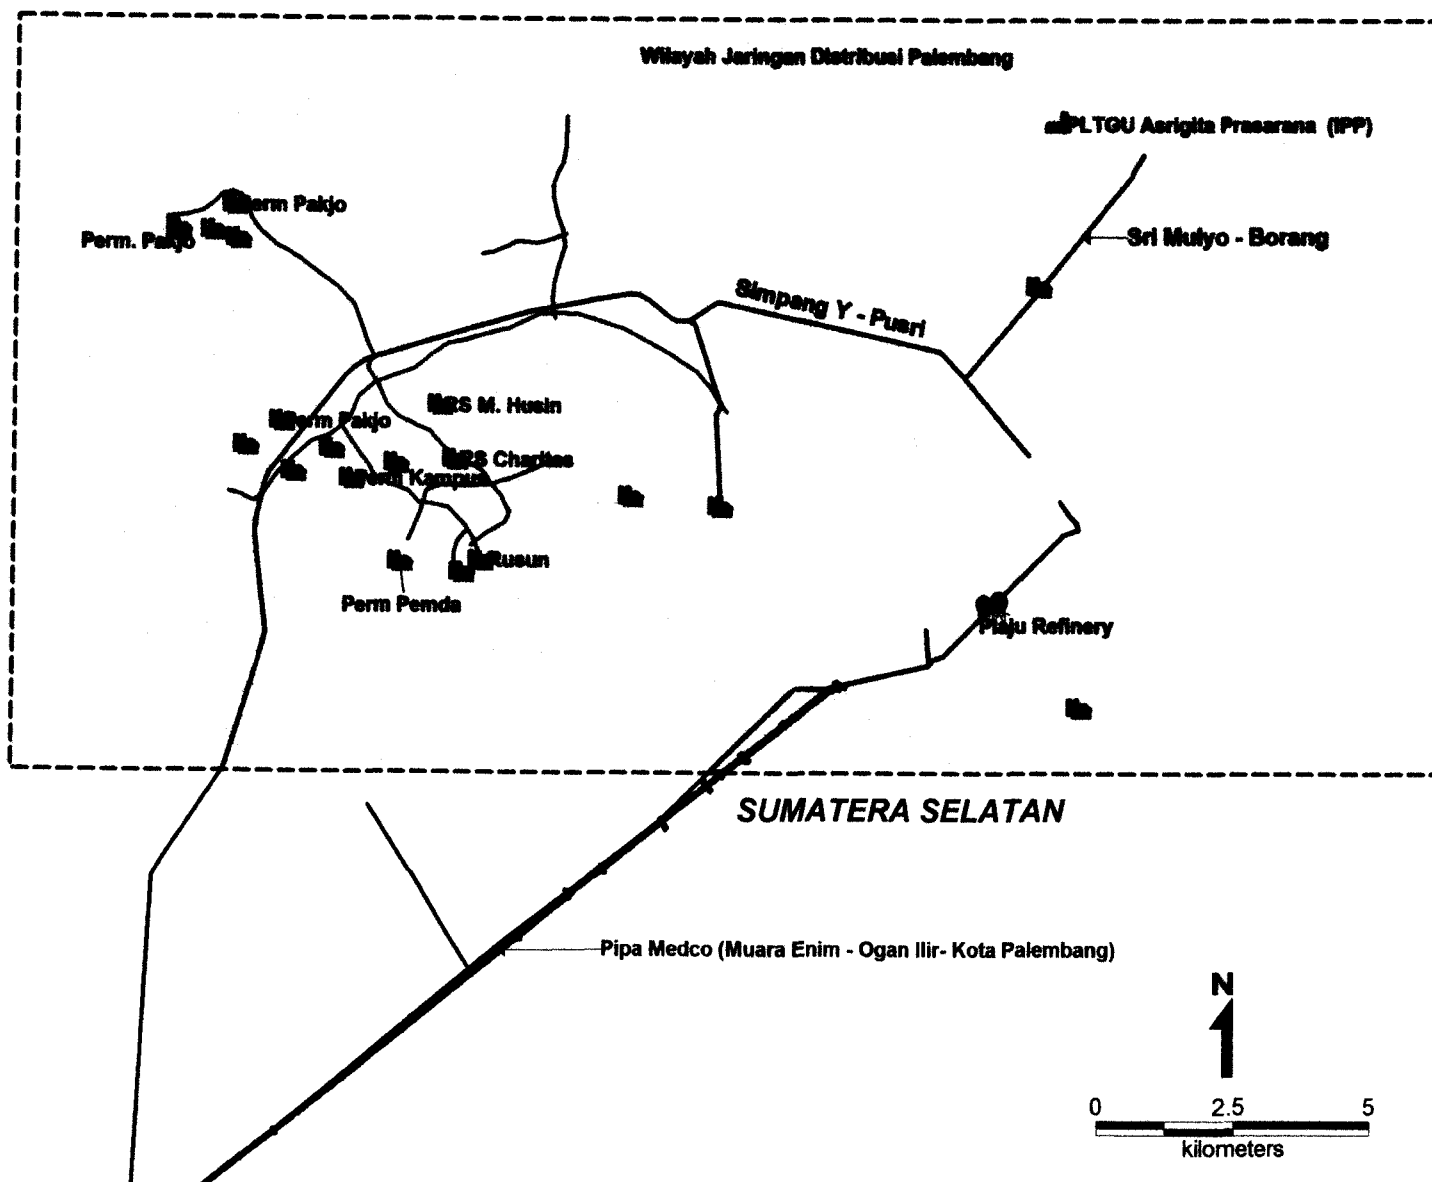 Wilayah Jaringan Distribusi Palembang
PLTGU Asrigita Prasarana (IPP)
Perm Pakjo
Perm. Pakjo
Sri Mulyo - Borang
Simpang Y - Pusri
RS M. Husin
Perm Pakjo
RS Charitas
Perm Kampus
Rusun
Perm Pemda
Plaju Refinery
SUMATERA SELATAN
Pipa Medco (Muara Enim - Ogan Ilir- Kota Palembang)
N
0 2.5 5
kilometers